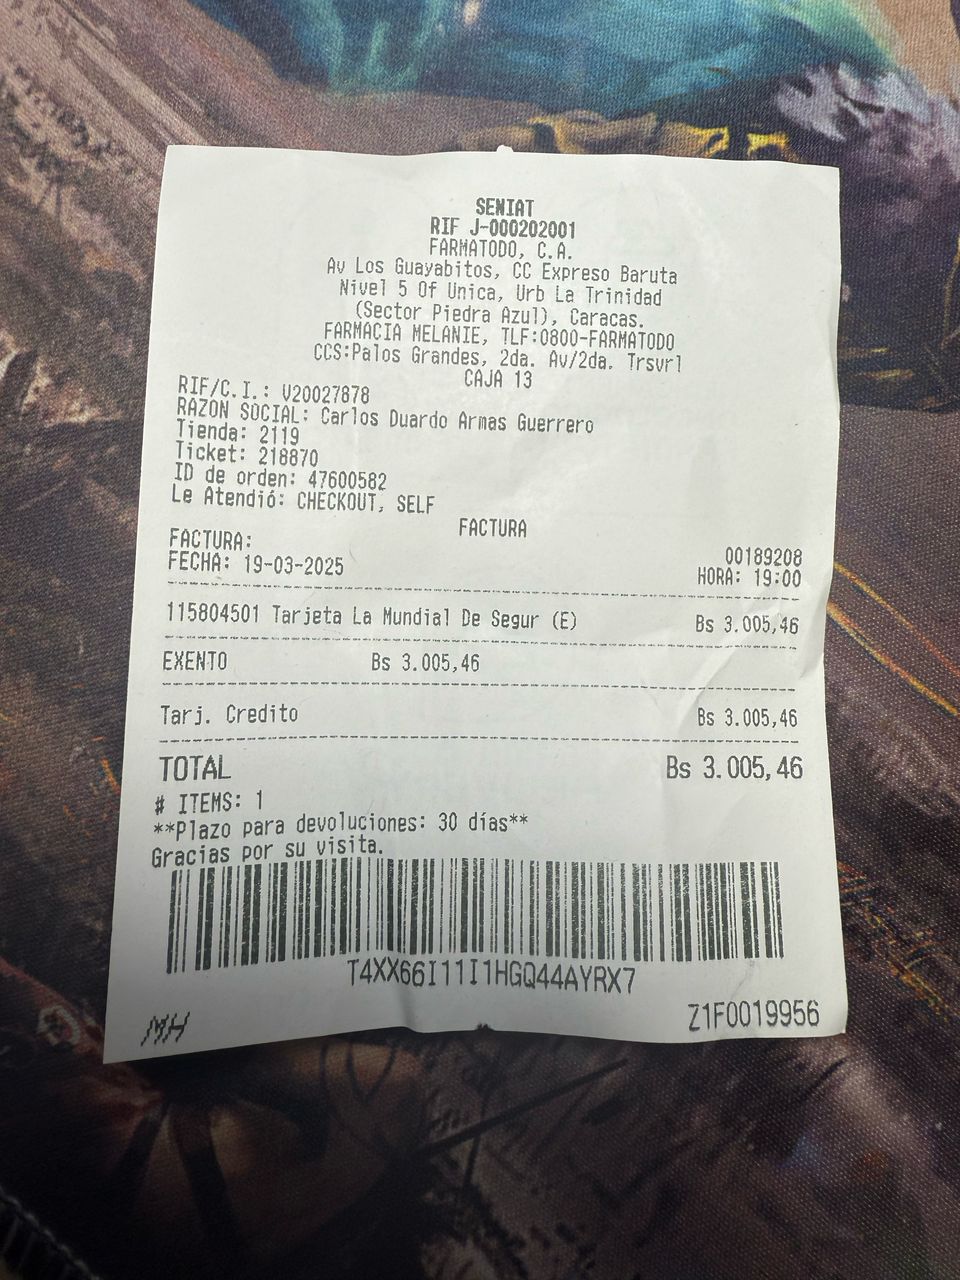 SENIAT
RIF J-000202001
FARMATODO, C.A.
Av Los Guayabitos, CC Expreso Baruta
Nivel 5 Of Unica, Urb La Trinidad
(Sector Piedra Azul), Caracas.
FARMACIA MELANIE, TLF:0800-FARMATODO
CCS:Palos Grandes, 2da. Av/2da. Trsvrl
CAJA 13
RIF/C.I.: V20027878
RAZON SOCIAL: Carlos Duardo Armas Guerrero
Tienda: 2119
Ticket: 218870
ID de orden: 47600582
Le Atendió: CHECKOUT, SELF
FACTURA
FACTURA: 00189208
FECHA: 19-03-2025 HORA: 19:00
115804501 Tarjeta La Mundial De Segur (E) Bs 3.005,46
EXENTO Bs 3.005,46
Tarj. Credito Bs 3.005,46
TOTAL Bs 3.005,46
# ITEMS: 1
**Plazo para devoluciones: 30 días**
Gracias por su visita.
T4XX66I11I1HGQ44AYRX7
MH Z1F0019956